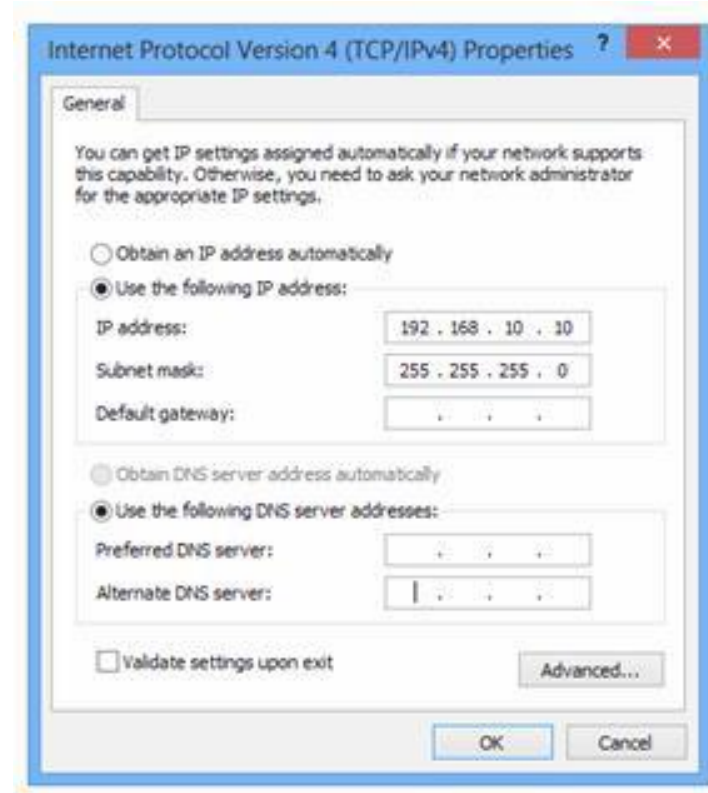 Internet Protocol Version 4 (TCP/IPv4) Properties ? ×
General
You can get IP settings assigned automatically if your network supports
this capability. Otherwise, you need to ask your network administrator
for the appropriate IP settings.
Obtain an IP address automatically
Use the following IP address:
IP address: 192 . 168 . 10 . 10
Subnet mask: 255 . 255 . 255 . 0
Default gateway: . . .
Obtain DNS server address automatically
Use the following DNS server addresses:
Preferred DNS server: . . .
Alternate DNS server: . . .
Validate settings upon exit
Advanced...
OK Cancel